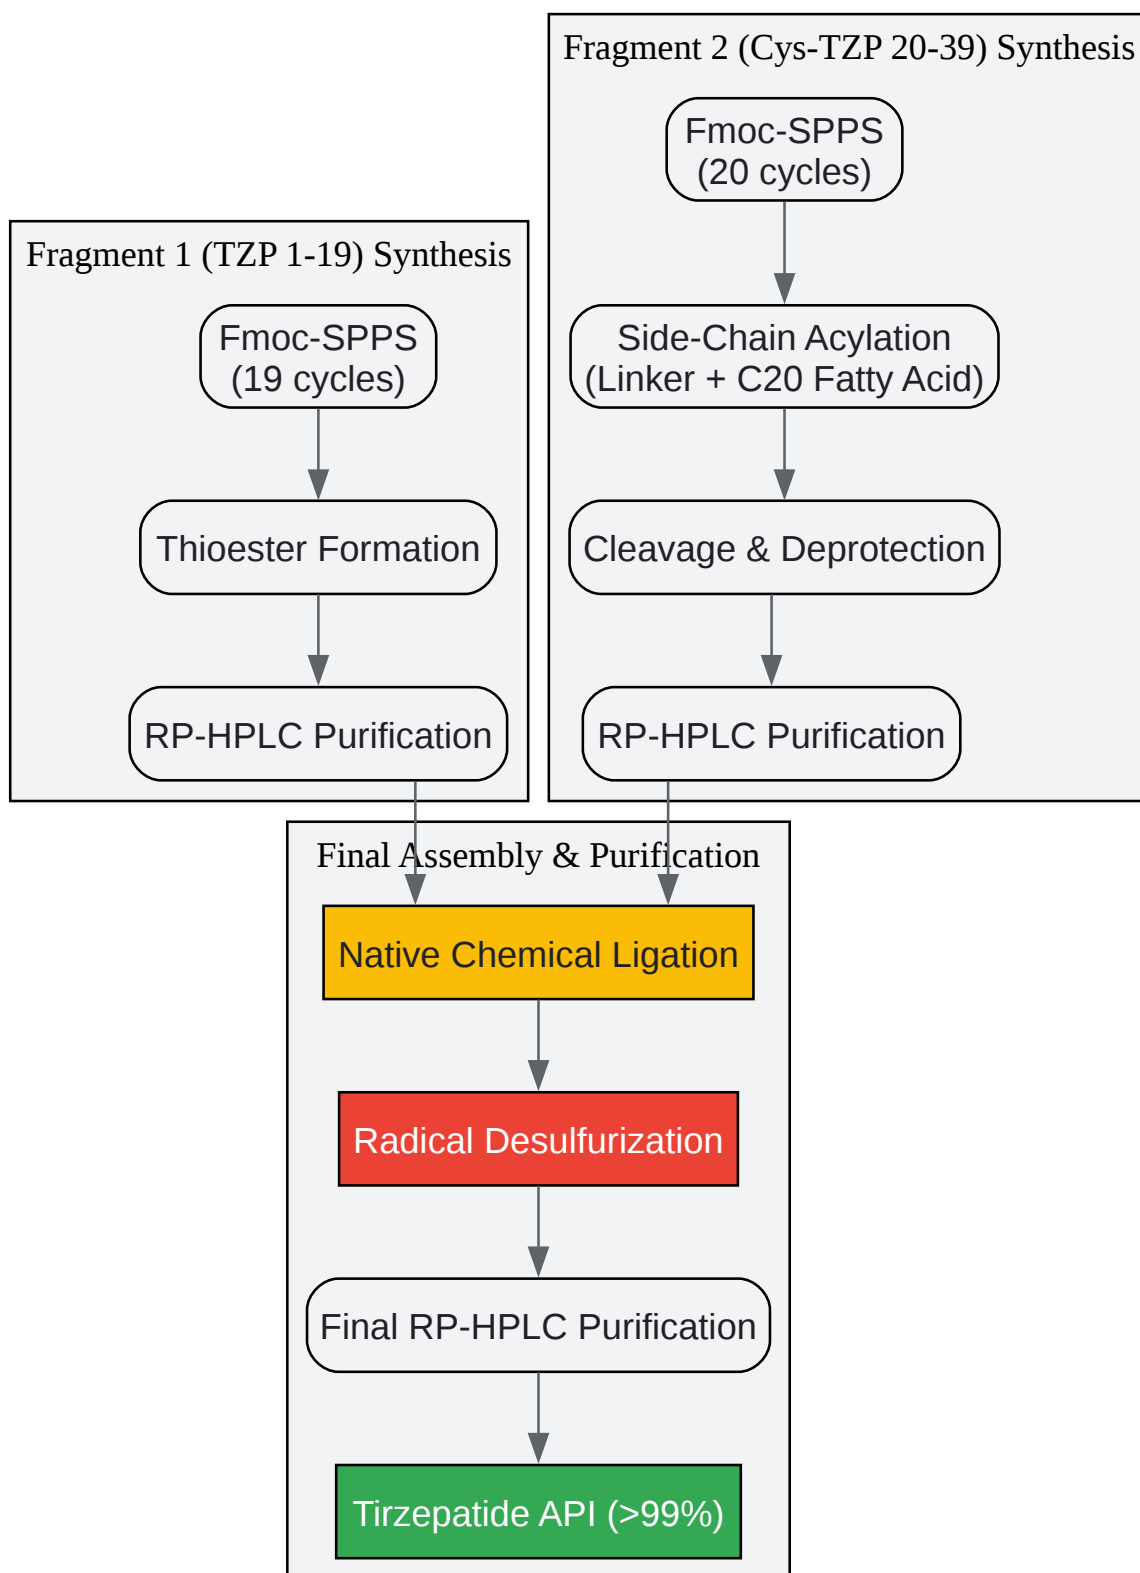 Fragment 2 (Cys-TZP 20-39) Synthesis
Fmoc-SPPS
(20 cycles)
Side-Chain Acylation
(Linker + C20 Fatty Acid)
Cleavage & Deprotection
RP-HPLC Purification
Fragment 1 (TZP 1-19) Synthesis
Fmoc-SPPS
(19 cycles)
Thioester Formation
RP-HPLC Purification
Final Assembly & Purification
Native Chemical Ligation
Radical Desulfurization
Final RP-HPLC Purification
Tirzepatide API (>99%)